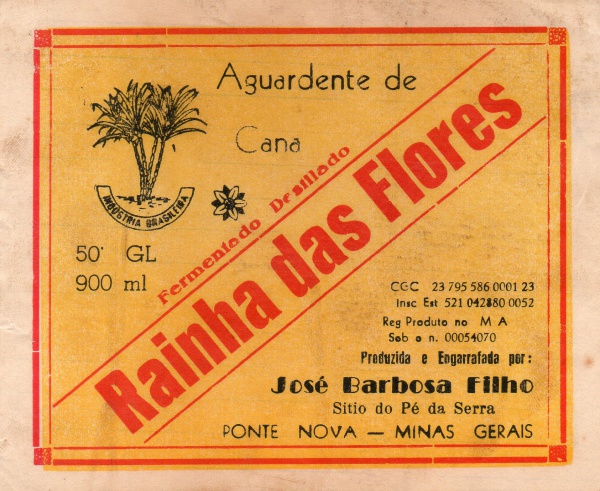 Aguardente de
Cana
INDÚSTRIA BRASILEIRA
50° GL
900 ml
Fermentado Destilado
Rainha das Flores
CGC 23 795 586 0001 23
Insc Est 521 042880 0052
Reg Produto no M A
Sob o n. 00054070
Produzida e Engarrafada por:
José Barbosa Filho
Sitio do Pé da Serra
PONTE NOVA — MINAS GERAIS